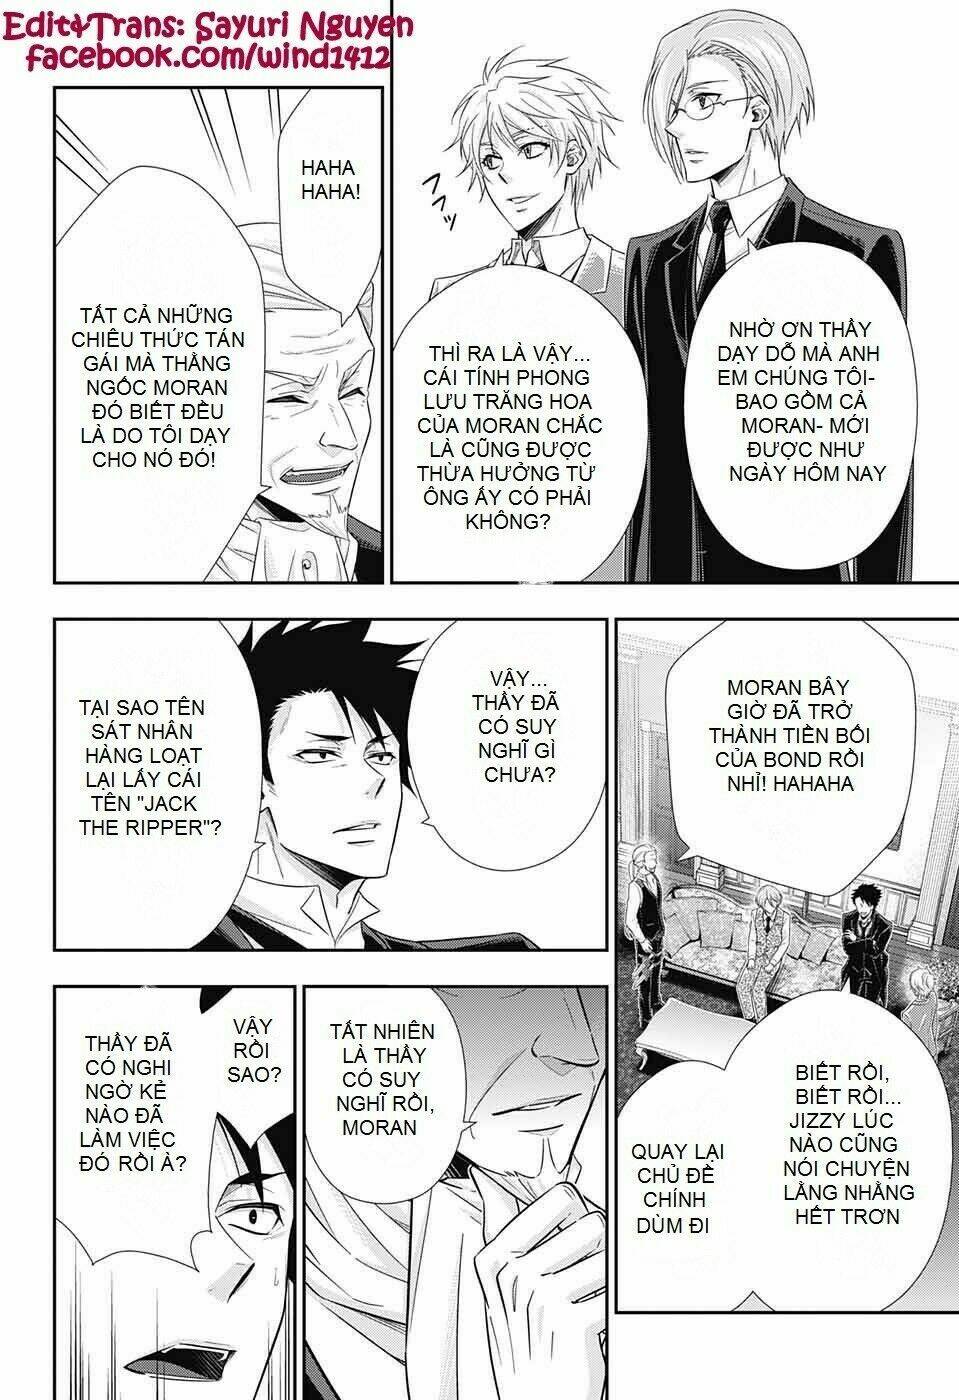 Edit&Trans: Sayuri Nguyen
facebook.com/wind1412
NHỜ ƠN THẦY
DẠY DỖ MÀ ANH
EM CHÚNG TÔI-
BAO GỒM CẢ
MORAN- MỚI
ĐƯỢC NHƯ
NGÀY HÔM NAY
フフッ
THÌ RA LÀ VẬY...
CÁI TÍNH PHONG
LƯU TRĂNG HOA
CỦA MORAN CHẮC
LÀ CŨNG ĐƯỢC
THỪA HƯỞNG TỪ
ÔNG ẤY CÓ PHẢI
KHÔNG?
HAHA
HAHA!
TẤT CẢ NHỮNG
CHIÊU THỨC TÁN
GÁI MÀ THẰNG
NGỐC MORAN
ĐÓ BIẾT ĐỀU
LÀ DO TÔI DẠY
CHO NÓ ĐÓ!
MORAN BÂY
GIỜ ĐÃ TRỞ
THÀNH TIỀN BỐI
CỦA BOND RỒI
NHỈ! HAHAHA
BIẾT RỒI,
BIẾT RỒI...
JIZZY LÚC
NÀO CŨNG
NÓI CHUYỆN
LẰNG NHẰNG
HẾT TRƠN
QUAY LẠI
CHỦ ĐỀ
CHÍNH
DÙM ĐI
VẬY...
THẦY ĐÃ
CÓ SUY
NGHĨ GÌ
CHƯA?
TẠI SAO TÊN
SÁT NHÂN
HÀNG LOẠT
LẠI LẤY CÁI
TÊN "JACK
THE RIPPER"?
TẤT NHIÊN
LÀ THẦY
CÓ SUY
NGHĨ RỒI,
MORAN
VẬY
RỒI
SAO?
THẦY ĐÃ
CÓ NGHI
NGỜ KẺ
NÀO ĐÃ
LÀM VIỆC
ĐÓ RỒI À?